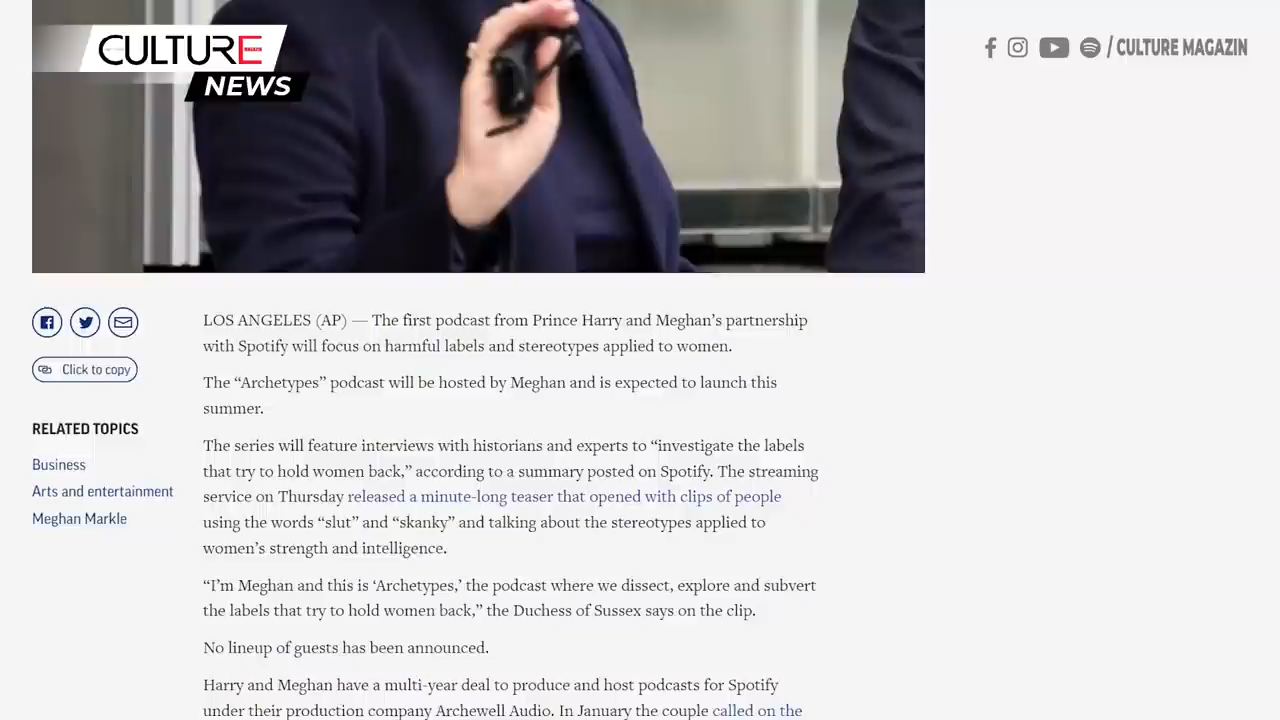 CULTURE
NEWS
/ CULTURE MAGAZIN
Click to copy
RELATED TOPICS
Business
Arts and entertainment
Meghan Markle
LOS ANGELES (AP) — The first podcast from Prince Harry and Meghan’s partnership
with Spotify will focus on harmful labels and stereotypes applied to women.
The “Archetypes” podcast will be hosted by Meghan and is expected to launch this
summer.
The series will feature interviews with historians and experts to “investigate the labels
that try to hold women back,” according to a summary posted on Spotify. The streaming
service on Thursday released a minute-long teaser that opened with clips of people
using the words “slut” and “skanky” and talking about the stereotypes applied to
women’s strength and intelligence.
“I’m Meghan and this is ‘Archetypes,’ the podcast where we dissect, explore and subvert
the labels that try to hold women back,” the Duchess of Sussex says on the clip.
No lineup of guests has been announced.
Harry and Meghan have a multi-year deal to produce and host podcasts for Spotify
under their production company Archewell Audio. In January the couple called on the